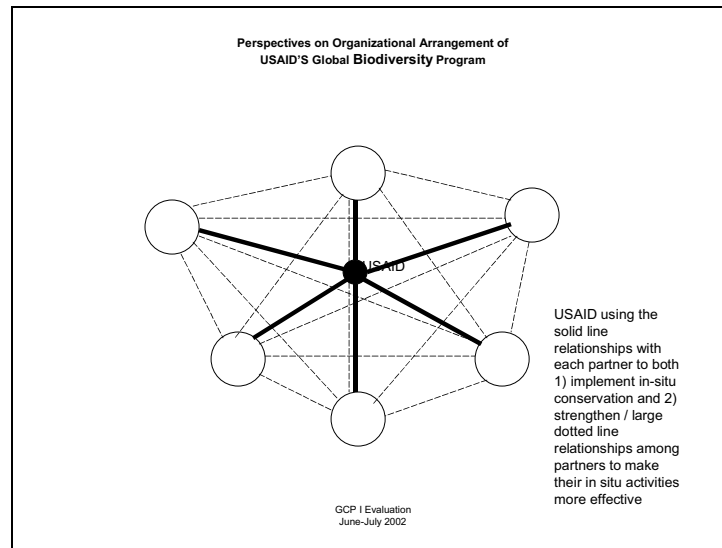 Perspectives on Organizational Arrangement of
USAID'S Global Biodiversity Program
USAID
USAID using the
solid line
relationships with
each partner to both
1) implement in-situ
conservation and 2)
strengthen / large
dotted line
relationships among
partners to make
their in situ activities
more effective
GCP I Evaluation
June-July 2002